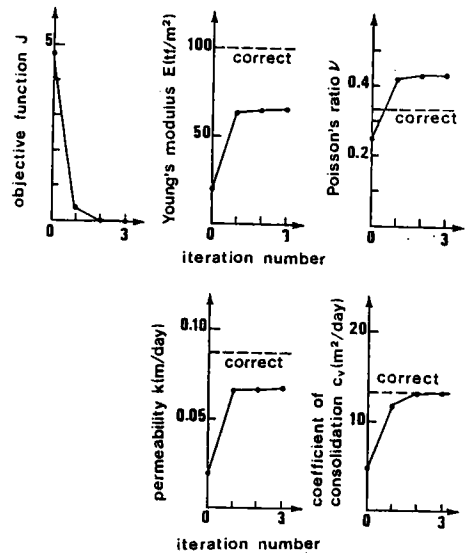 objective function J
5
0
3
Young's modulus E(tf/m²)
100
50
correct
0
3
Poisson's ratio ν
0.4
0.2
correct
0
3
iteration number
permeability k(m/day)
0.10
0.05
correct
0
3
coefficient of
consolidation cᵥ(m²/day)
20
10
correct
0
3
iteration number